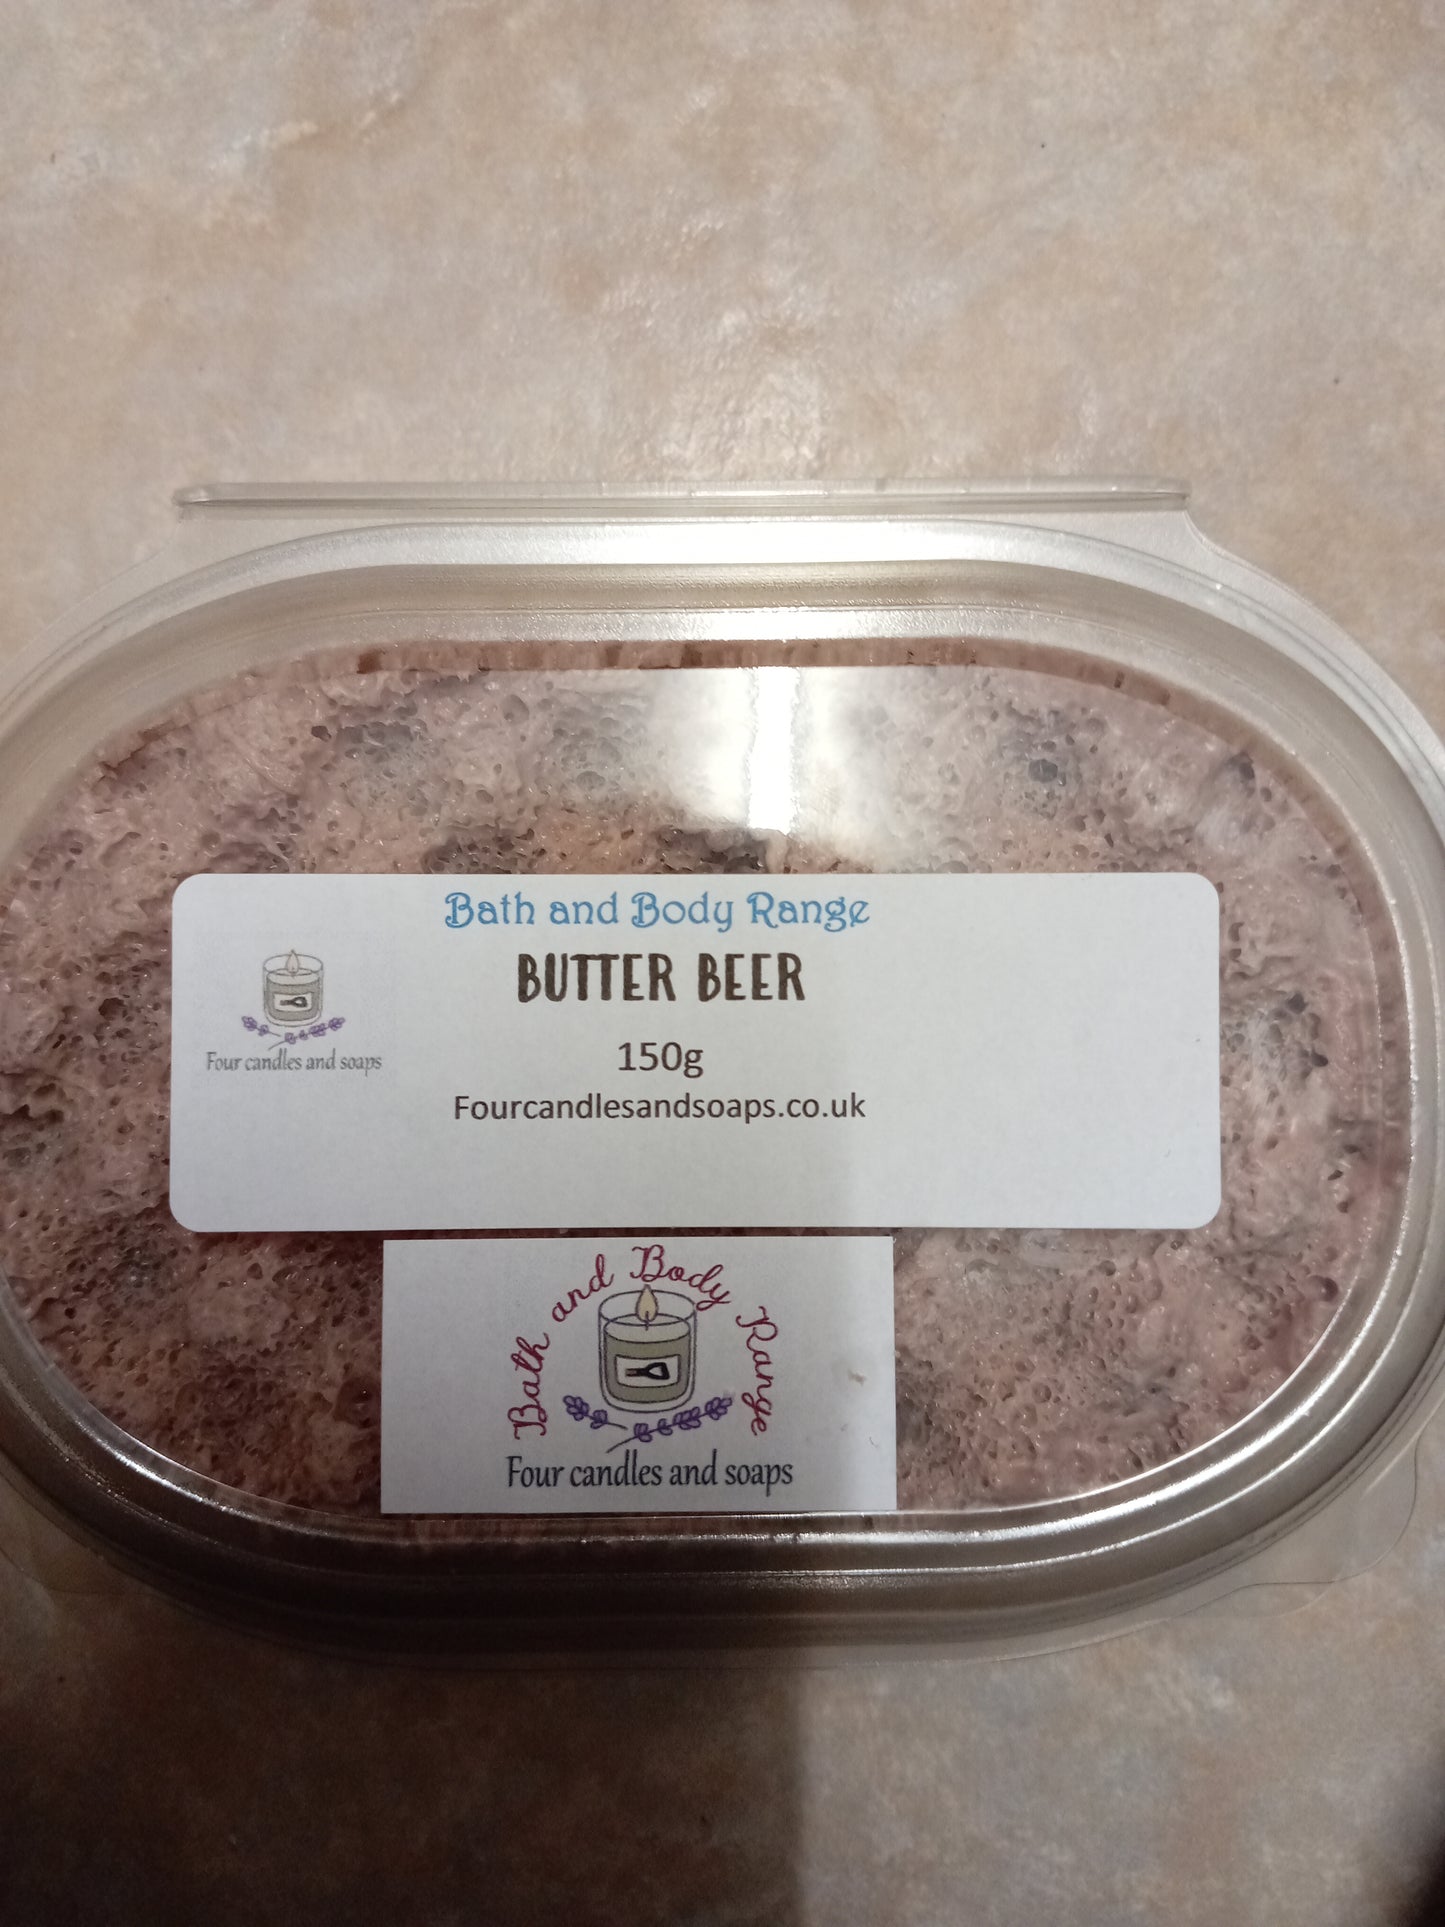 Bath and Body Range
BUTTER BEER
150g
Fourcandlesandsoaps.co.uk
Four candles and soaps
Bath and Body Range
Four candles and soaps